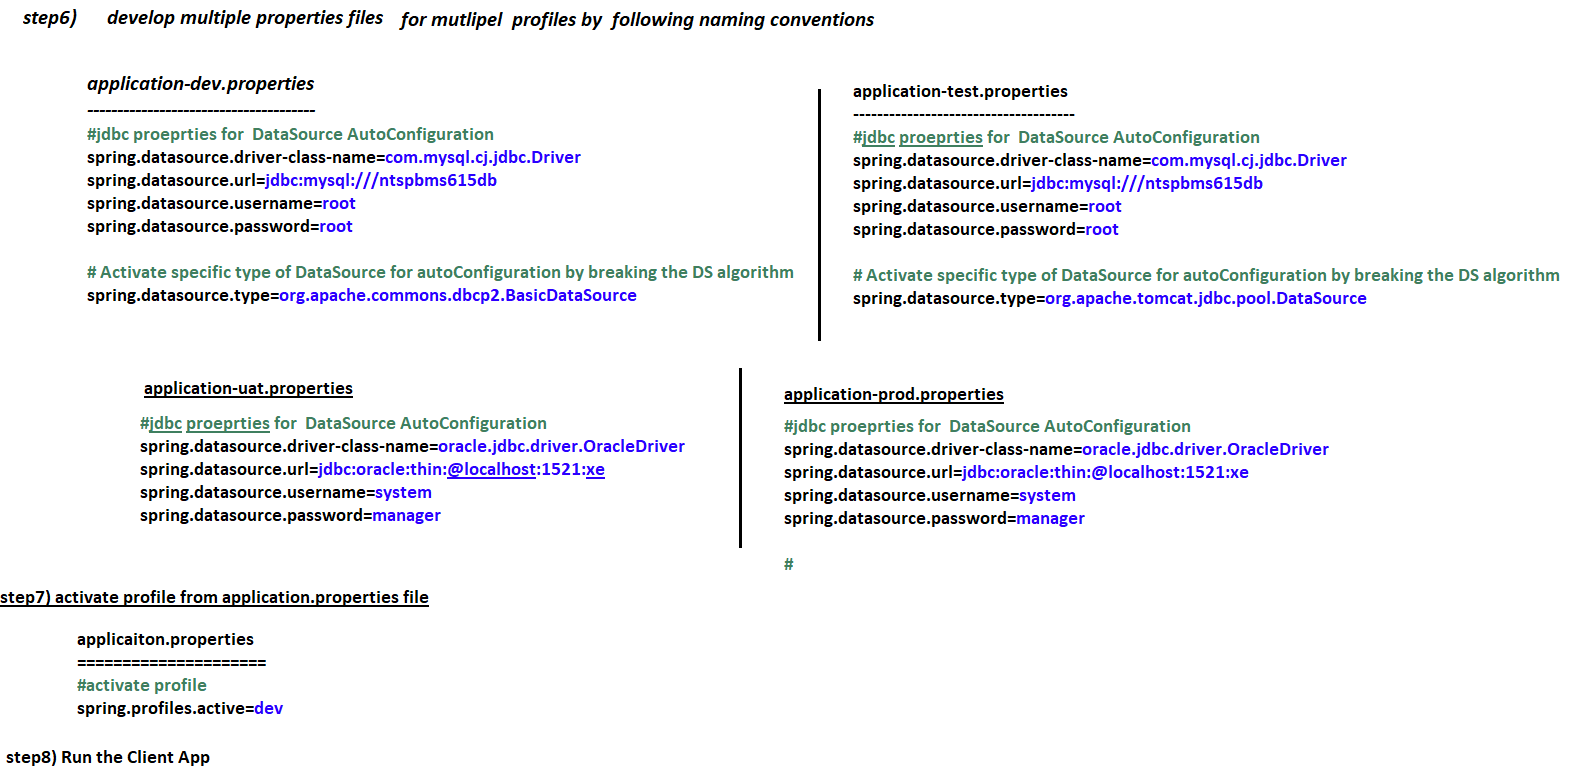 step6) develop multiple properties files for mutlipel profiles by following naming conventions
application-dev.properties
--------------------------------------
#jdbc proeprties for DataSource AutoConfiguration
spring.datasource.driver-class-name=com.mysql.cj.jdbc.Driver
spring.datasource.url=jdbc:mysql:///ntspbms615db
spring.datasource.username=root
spring.datasource.password=root
# Activate specific type of DataSource for autoConfiguration by breaking the DS algorithm
spring.datasource.type=org.apache.commons.dbcp2.BasicDataSource
application-test.properties
-------------------------------------
#jdbc proeprties for DataSource AutoConfiguration
spring.datasource.driver-class-name=com.mysql.cj.jdbc.Driver
spring.datasource.url=jdbc:mysql:///ntspbms615db
spring.datasource.username=root
spring.datasource.password=root
# Activate specific type of DataSource for autoConfiguration by breaking the DS algorithm
spring.datasource.type=org.apache.tomcat.jdbc.pool.DataSource
application-uat.properties
#jdbc proeprties for DataSource AutoConfiguration
spring.datasource.driver-class-name=oracle.jdbc.driver.OracleDriver
spring.datasource.url=jdbc:oracle:thin:@localhost:1521:xe
spring.datasource.username=system
spring.datasource.password=manager
application-prod.properties
#jdbc proeprties for DataSource AutoConfiguration
spring.datasource.driver-class-name=oracle.jdbc.driver.OracleDriver
spring.datasource.url=jdbc:oracle:thin:@localhost:1521:xe
spring.datasource.username=system
spring.datasource.password=manager
#
step7) activate profile from application.properties file
applicaiton.properties
=====================
#activate profile
spring.profiles.active=dev
step8) Run the Client App